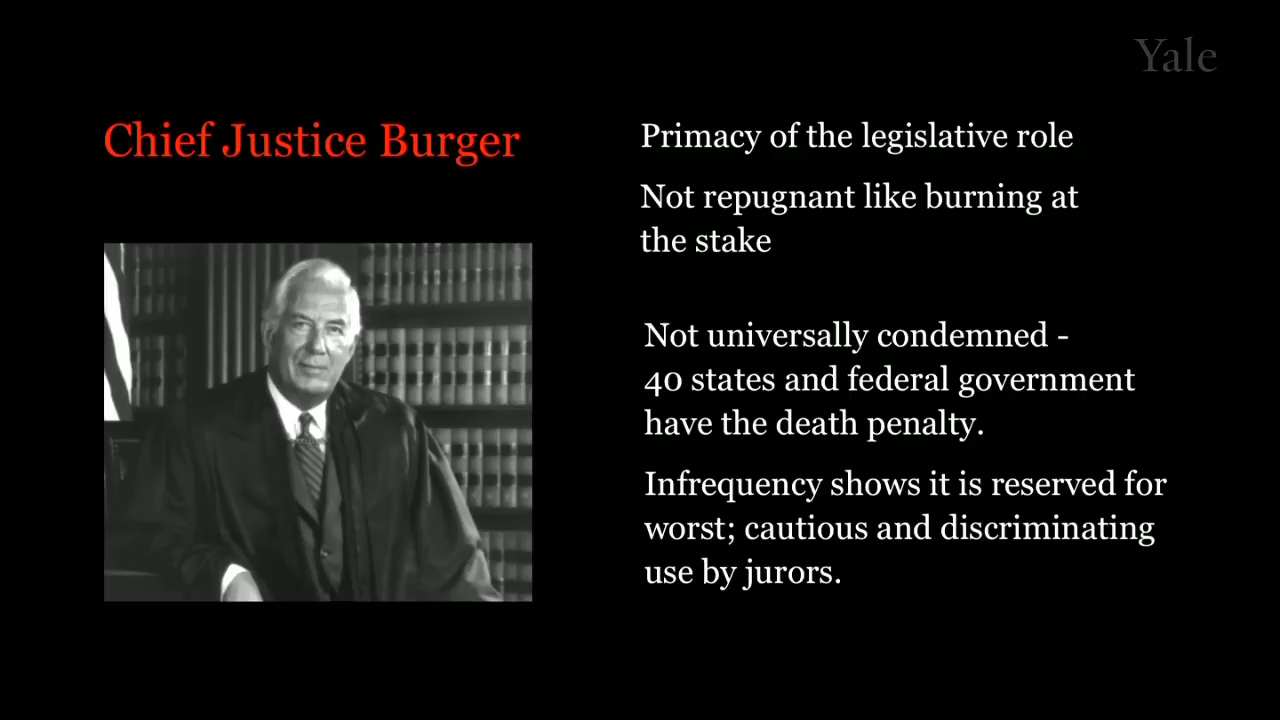 Yale
Chief Justice Burger
Primacy of the legislative role
Not repugnant like burning at
the stake
Not universally condemned -
40 states and federal government
have the death penalty.
Infrequency shows it is reserved for
worst; cautious and discriminating
use by jurors.